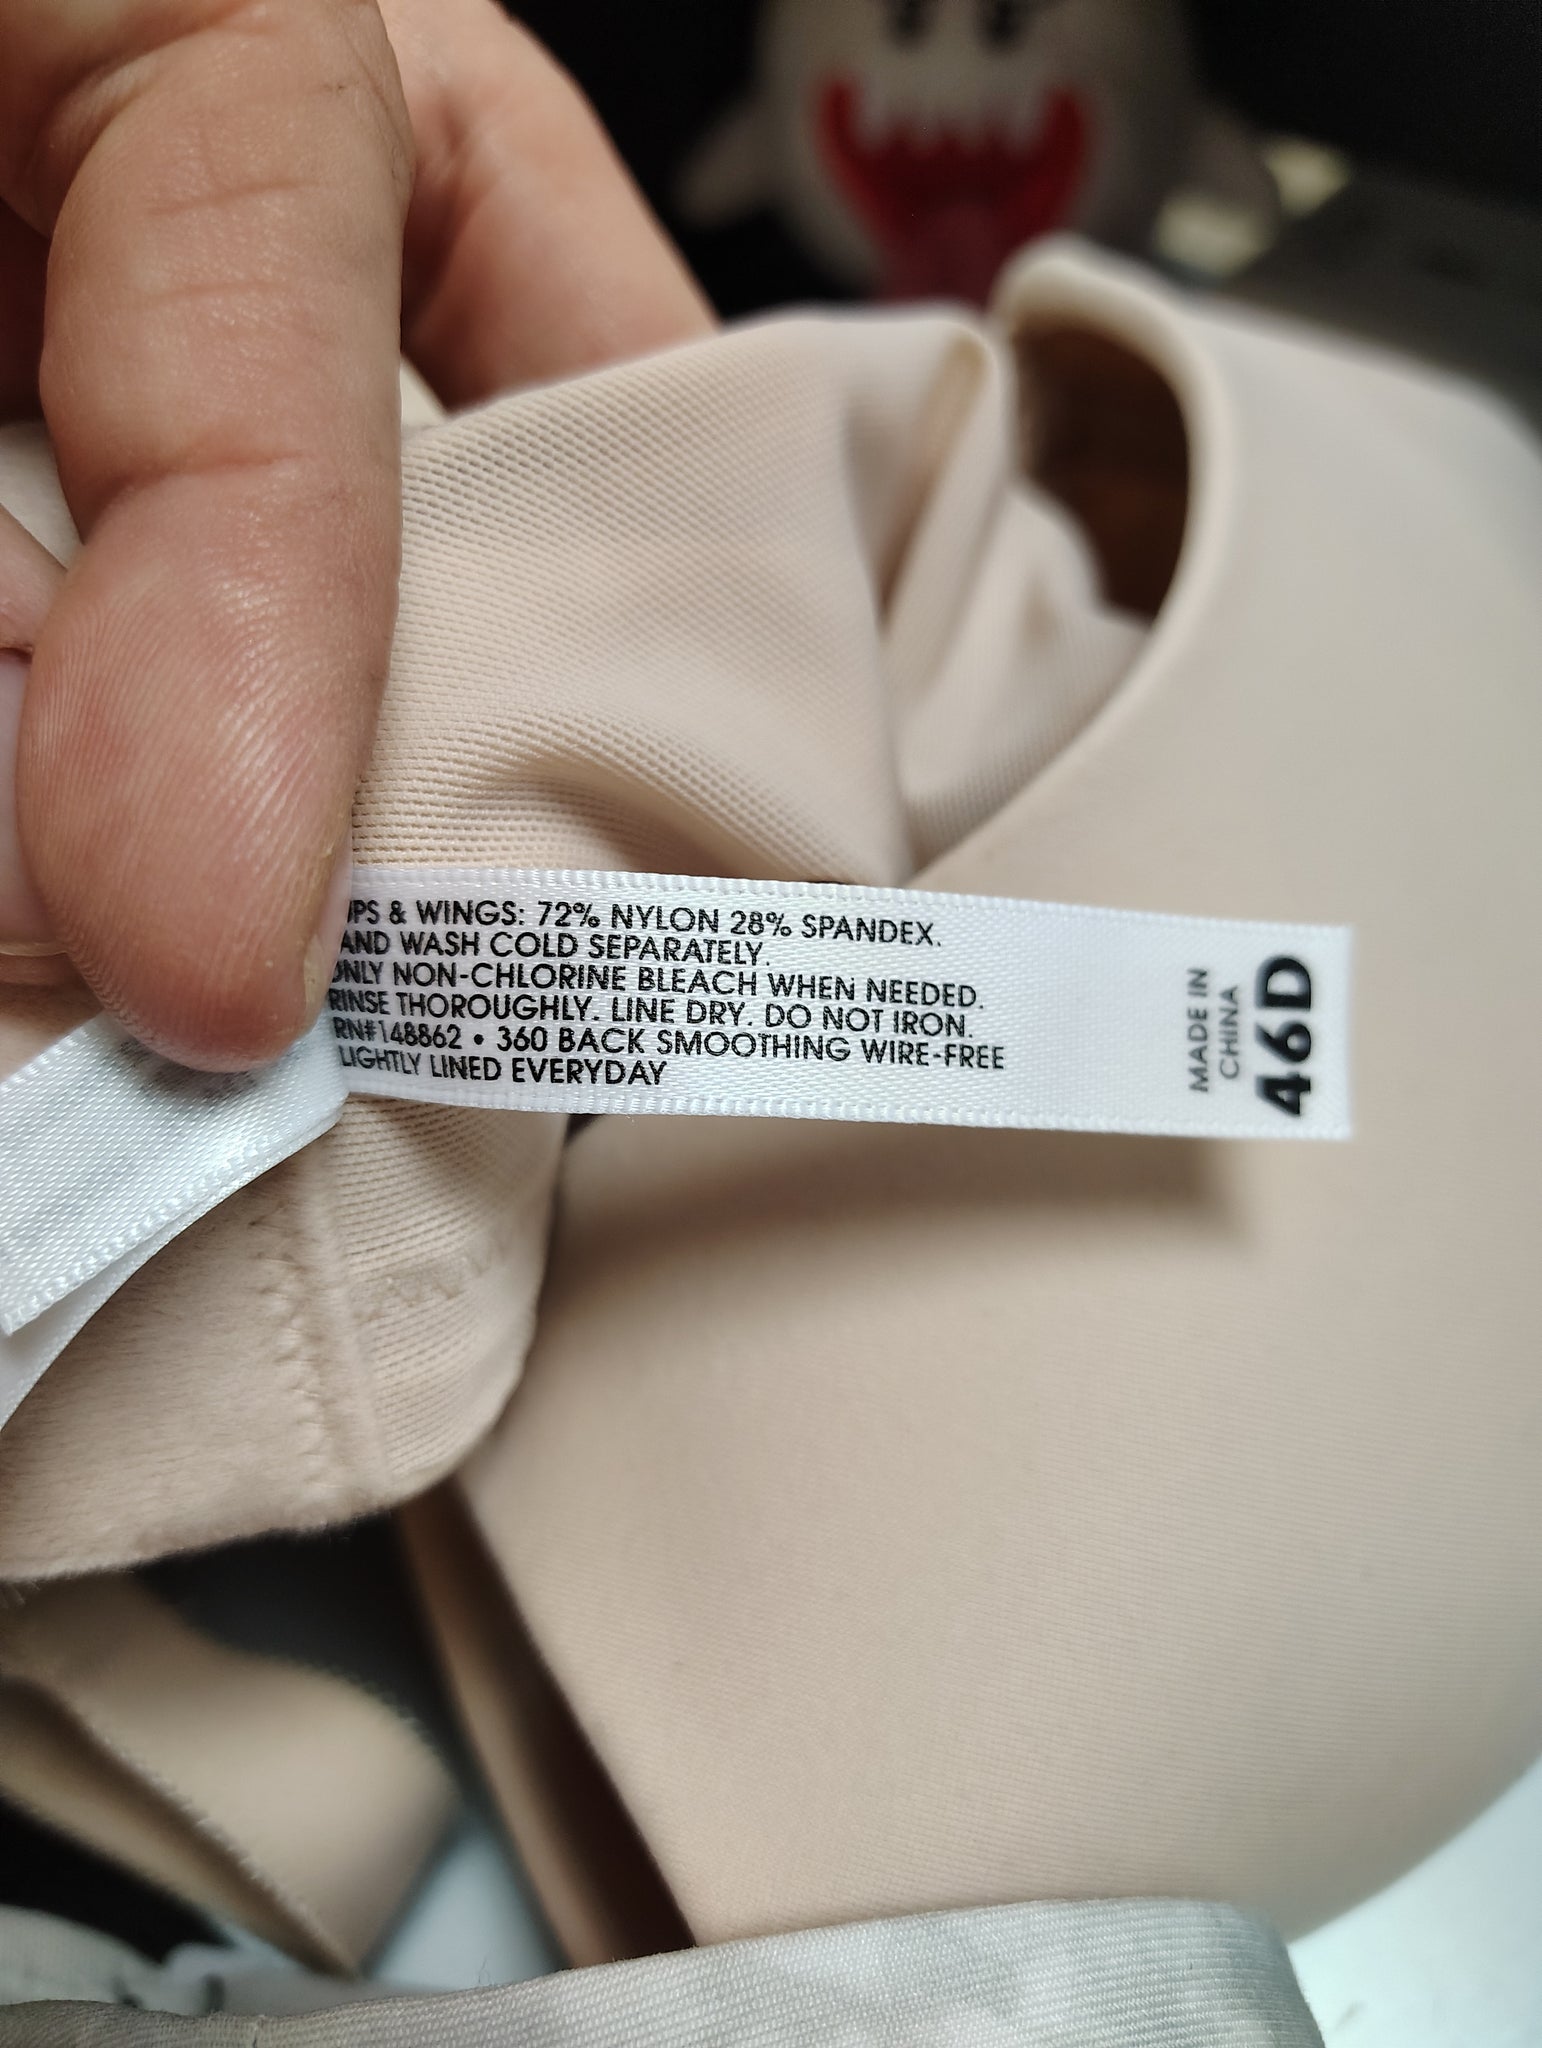 & WINGS: 72% NYLON 28% SPANDEX.
WASH COLD SEPARATELY.
NON-CHLORINE BLEACH WHEN NEEDED.
RINSE THOROUGHLY. LINE DRY. DO NOT IRON.
RN#148862 • 360 BACK SMOOTHING WIRE-FREE
LIGHTLY LINED EVERYDAY
MADE IN
CHINA
46D